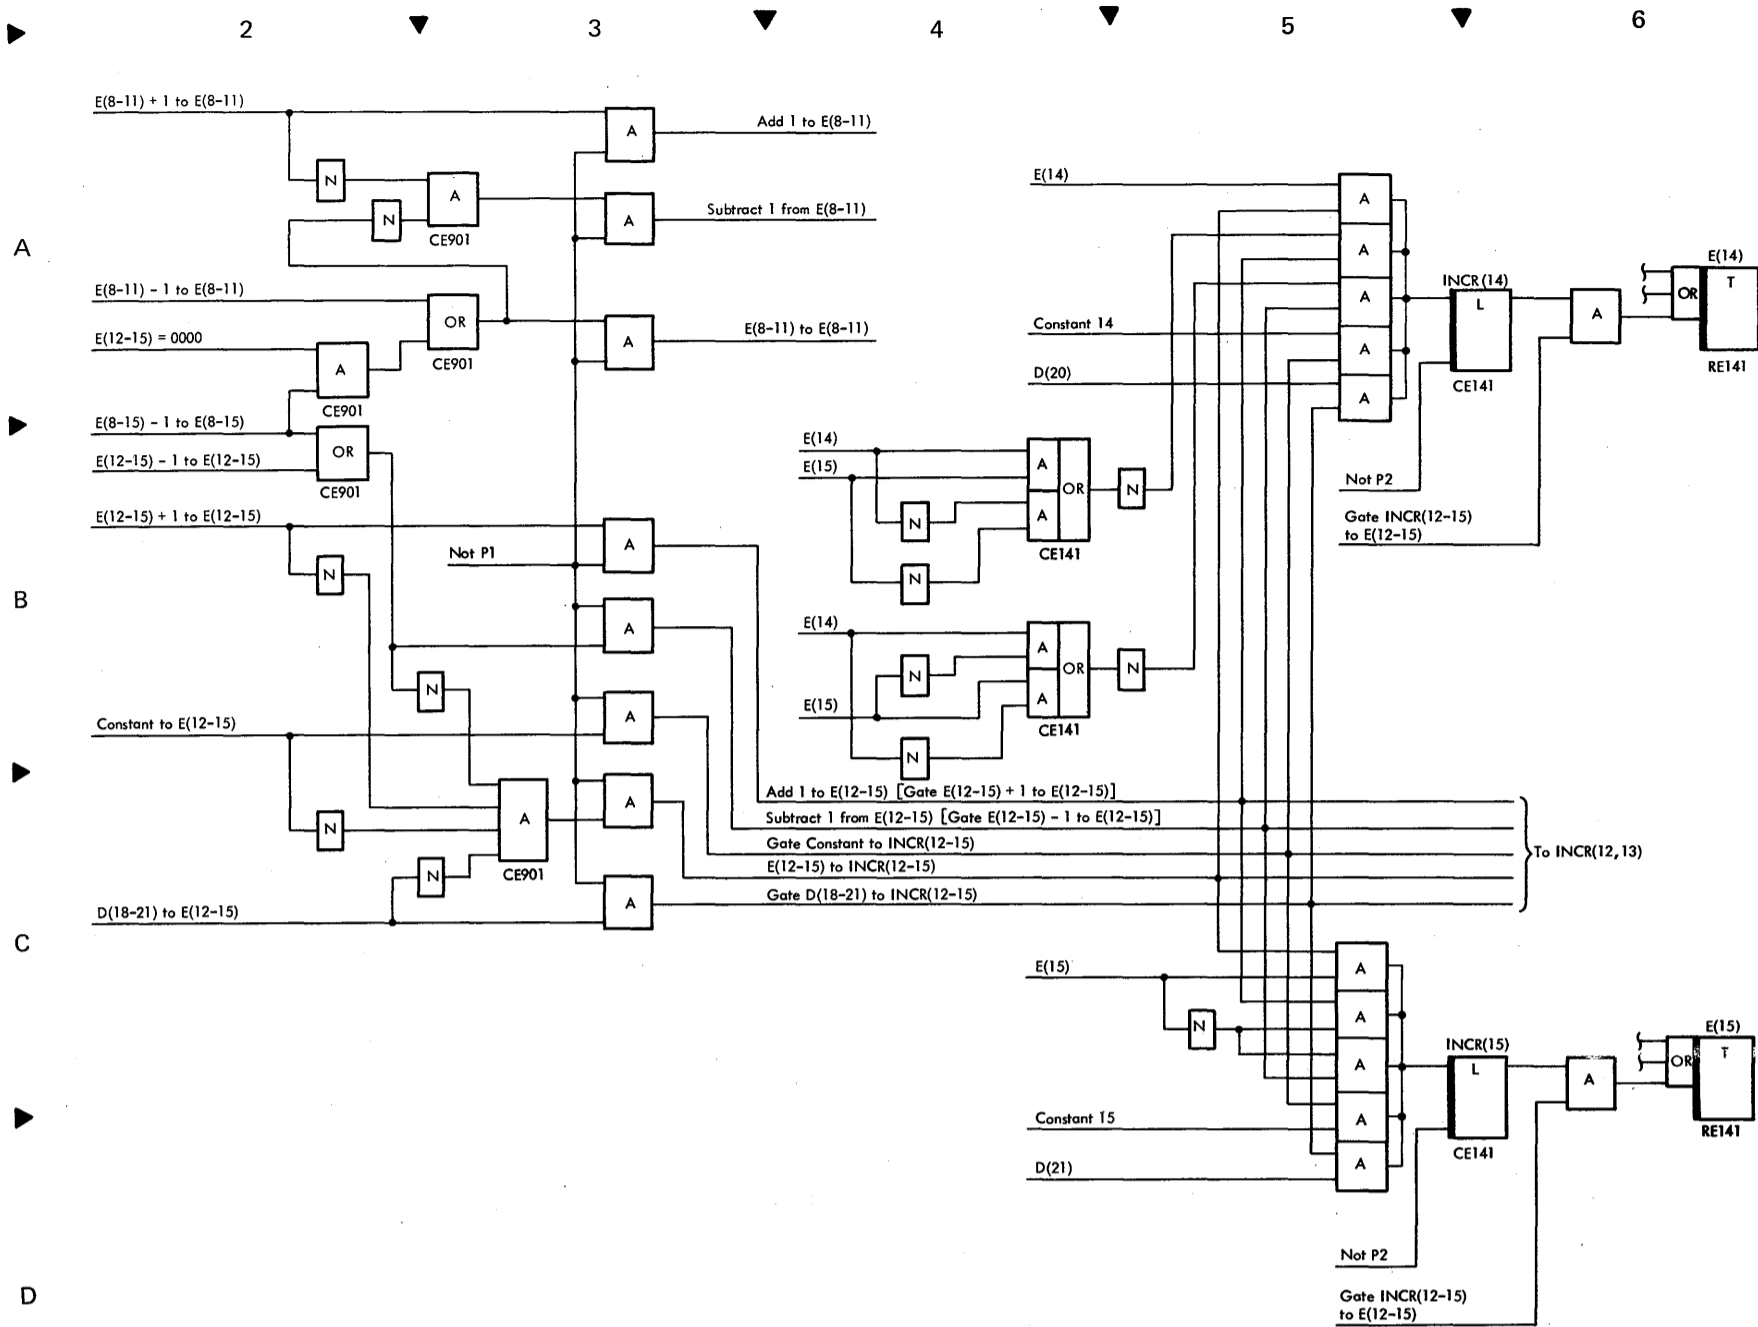 2 3 4 5 6
A
B
C
D
E(8-11) + 1 to E(8-11)
N
N
A
CE901
A
Add 1 to E(8-11)
A
Subtract 1 from E(8-11)
E(8-11) - 1 to E(8-11)
OR
CE901
A
E(8-11) to E(8-11)
E(12-15) = 0000
A
CE901
E(8-15) - 1 to E(8-15)
OR
CE901
E(12-15) - 1 to E(12-15)
E(12-15) + 1 to E(12-15)
N
Not P1
A
A
N
Constant to E(12-15)
A
N
A
CE901
A
N
D(18-21) to E(12-15)
A
E(14)
A
A
A
Constant 14
A
D(20)
A
INCR(14)
L
CE141
A
E(14)
OR
T
RE141
Not P2
Gate INCR(12-15)
to E(12-15)
E(14)
E(15)
N
N
A
A
OR
CE141
N
E(14)
N
E(15)
N
A
A
OR
CE141
N
Add 1 to E(12-15) [Gate E(12-15) + 1 to E(12-15)]
Subtract 1 from E(12-15) [Gate E(12-15) - 1 to E(12-15)]
Gate Constant to INCR(12-15)
E(12-15) to INCR(12-15)
Gate D(18-21) to INCR(12-15)
To INCR(12,13)
E(15)
N
A
A
A
Constant 15
A
D(21)
A
INCR(15)
L
CE141
A
E(15)
OR
T
RE141
Not P2
Gate INCR(12-15)
to E(12-15)